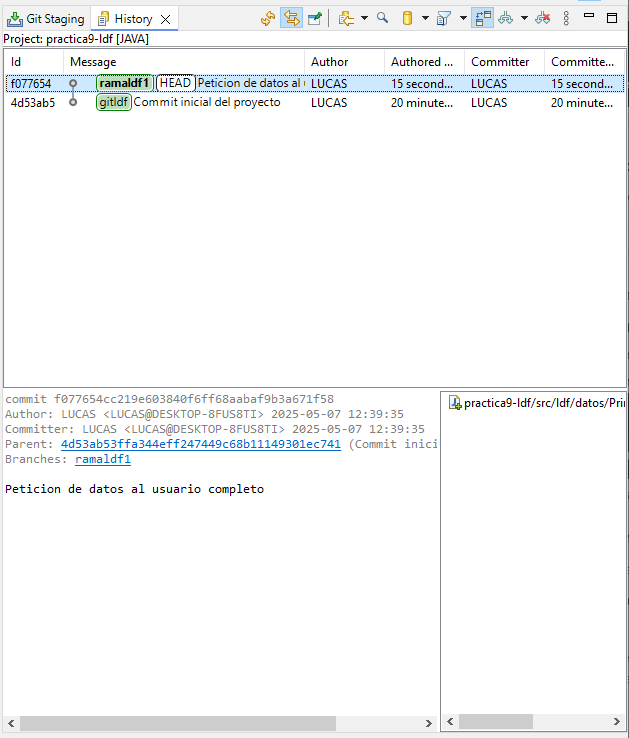 Git Staging History
Project: practica9-ldf [JAVA]
Id Message Author Authored ... Committer Committe...
f077654 ramaldf1 HEAD Peticion de datos al LUCAS 15 second... LUCAS 15 second...
4d53ab5 gitldf Commit inicial del proyecto LUCAS 20 minute... LUCAS 20 minute...
commit f077654cc219e603840f6ff68aabaf9b3a671f58
Author: LUCAS <LUCAS@DESKTOP-8FUS8TI> 2025-05-07 12:39:35
Committer: LUCAS <LUCAS@DESKTOP-8FUS8TI> 2025-05-07 12:39:35
Parent: 4d53ab53ffa344eff247449c68b11149301ec741 (Commit inici
Branches: ramaldf1
Peticion de datos al usuario completo
practica9-ldf/src/ldf/datos/Pri